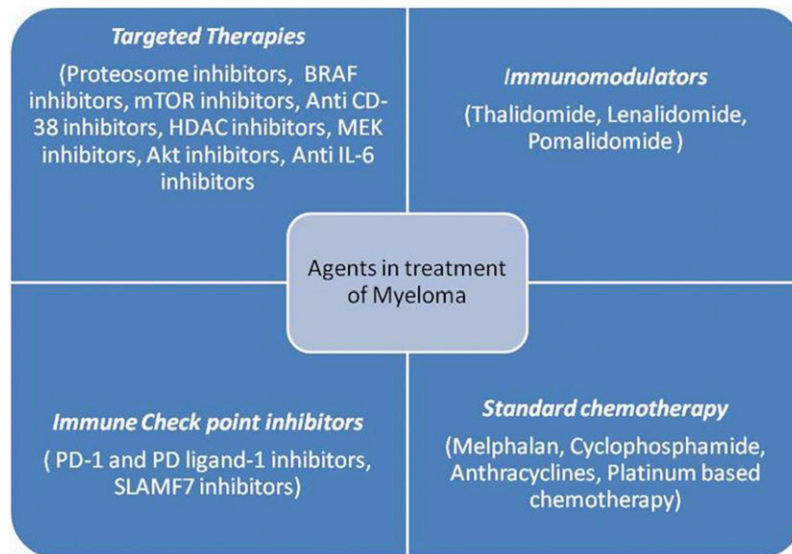 Targeted Therapies
(Proteosome inhibitors, BRAF
inhibitors, mTOR inhibitors, Anti CD-
38 inhibitors, HDAC inhibitors, MEK
inhibitors, Akt inhibitors, Anti IL-6
inhibitors
Immunomodulators
(Thalidomide, Lenalidomide,
Pomalidomide )
Agents in treatment
of Myeloma
Immune Check point inhibitors
( PD-1 and PD ligand-1 inhibitors,
SLAMF7 inhibitors)
Standard chemotherapy
(Melphalan, Cyclophosphamide,
Anthracyclines, Platinum based
chemotherapy)